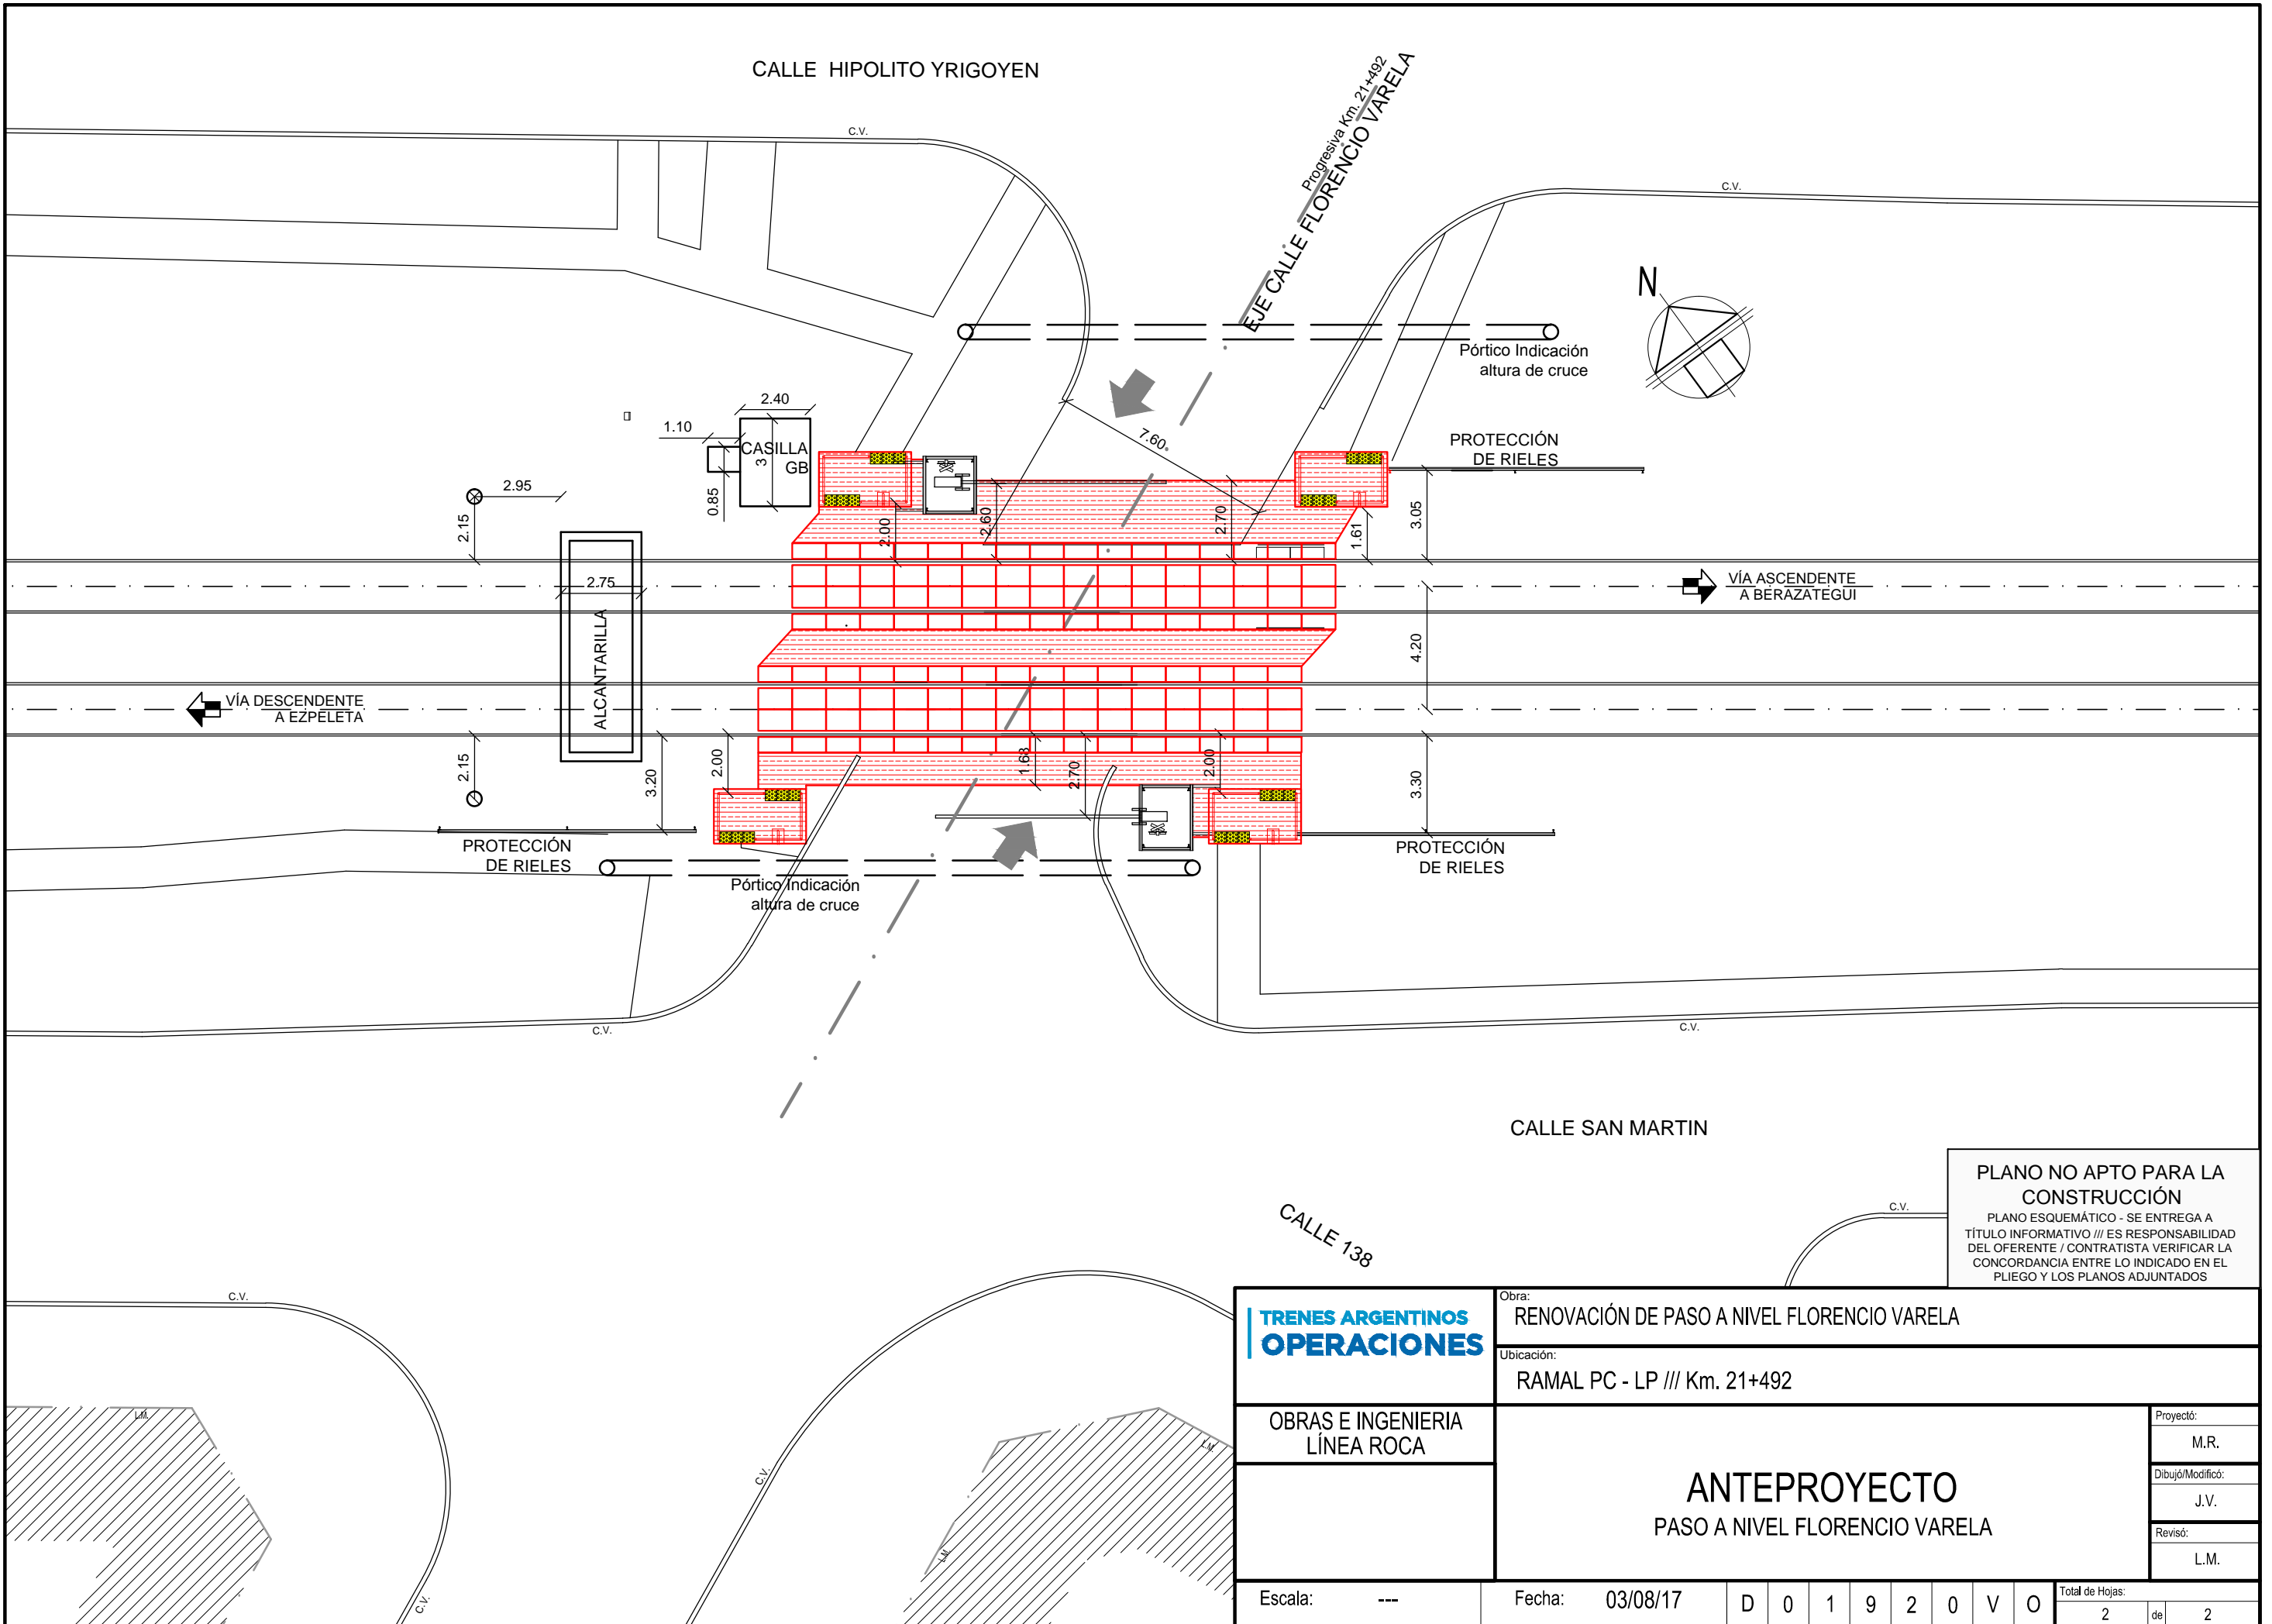 CALLE HIPOLITO YRIGOYEN
Progresiva Km. 21+492
EJE CALLE FLORENCIO VARELA
C.V.
C.V.
N
Pórtico Indicación
altura de cruce
2.40
1.10
CASILLA
GB
3
0.85
7.60
PROTECCIÓN
DE RIELES
2.95
2.15
2.00
2.60
2.70
1.61
3.05
2.75
ALCANTARILLA
VÍA ASCENDENTE
A BERAZATEGUI
4.20
VÍA DESCENDENTE
A EZPELETA
2.15
3.20
2.00
1.68
2.70
2.00
3.30
PROTECCIÓN
DE RIELES
PROTECCIÓN
DE RIELES
Pórtico Indicación
altura de cruce
C.V.
C.V.
CALLE SAN MARTIN
CALLE 138
C.V.
C.V.
L.M.
L.M.
C.V.
L.M.
C.V.
PLANO NO APTO PARA LA
CONSTRUCCIÓN
PLANO ESQUEMÁTICO - SE ENTREGA A
TÍTULO INFORMATIVO /// ES RESPONSABILIDAD
DEL OFERENTE / CONTRATISTA VERIFICAR LA
CONCORDANCIA ENTRE LO INDICADO EN EL
PLIEGO Y LOS PLANOS ADJUNTADOS
TRENES ARGENTINOS
OPERACIONES
Obra:
RENOVACIÓN DE PASO A NIVEL FLORENCIO VARELA
Ubicación:
RAMAL PC - LP /// Km. 21+492
OBRAS E INGENIERIA
LÍNEA ROCA
ANTEPROYECTO
PASO A NIVEL FLORENCIO VARELA
Proyectó:
M.R.
Dibujó/Modificó:
J.V.
Revisó:
L.M.
Escala: ---
Fecha: 03/08/17
D 0 1 9 2 0 V O
Total de Hojas:
2 de 2